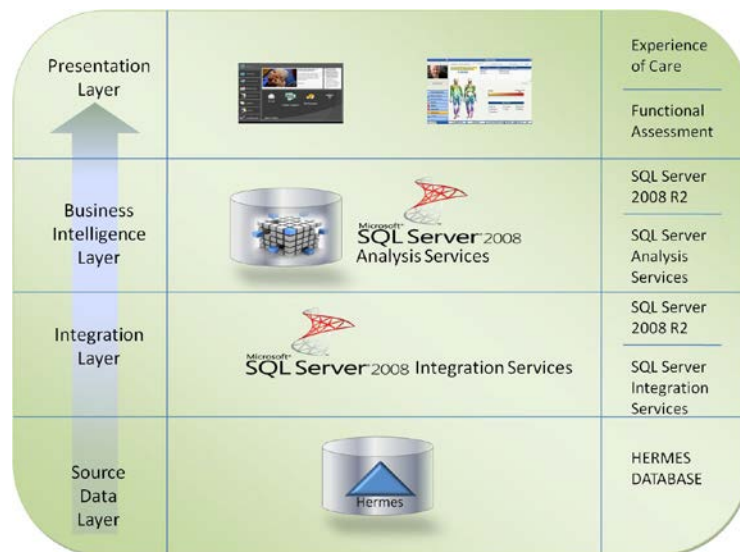 Presentation
Layer
Experience
of Care
Functional
Assessment
Business
Intelligence
Layer
Microsoft®
SQL Server® 2008
Analysis Services
SQL Server
2008 R2
SQL Server
Analysis
Services
Integration
Layer
Microsoft®
SQL Server® 2008 Integration Services
SQL Server
2008 R2
SQL Server
Integration
Services
Source
Data
Layer
Hermes
HERMES
DATABASE